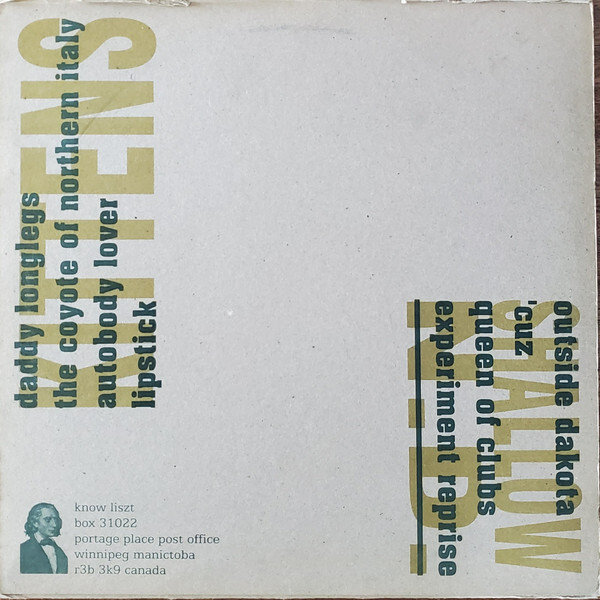 KITTENS
daddy longlegs
the coyote of northern italy
autobody lover
lipstick
SHALLOW
N.D.
outside dakota
'cuz
queen of clubs
experiment reprise
know liszt
box 31022
portage place post office
winnipeg manictoba
r3b 3k9 canada